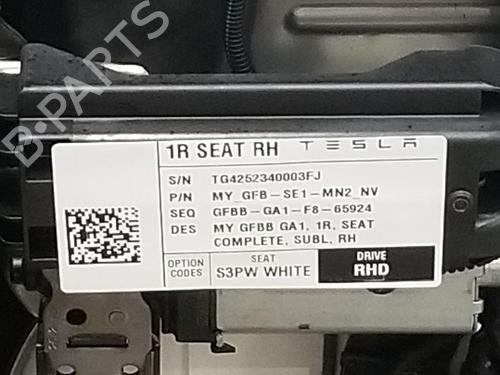 B-PARTS
1R SEAT RH TESLA
S/N TG4252340003FJ
P/N MY_GFB-SE1-MN2_NV
SEQ GFBB-GA1-F8-65924
DES MY GFBB GA1, 1R, SEAT
COMPLETE, SUBL, RH
OPTION CODES SEAT S3PW WHITE DRIVE RHD